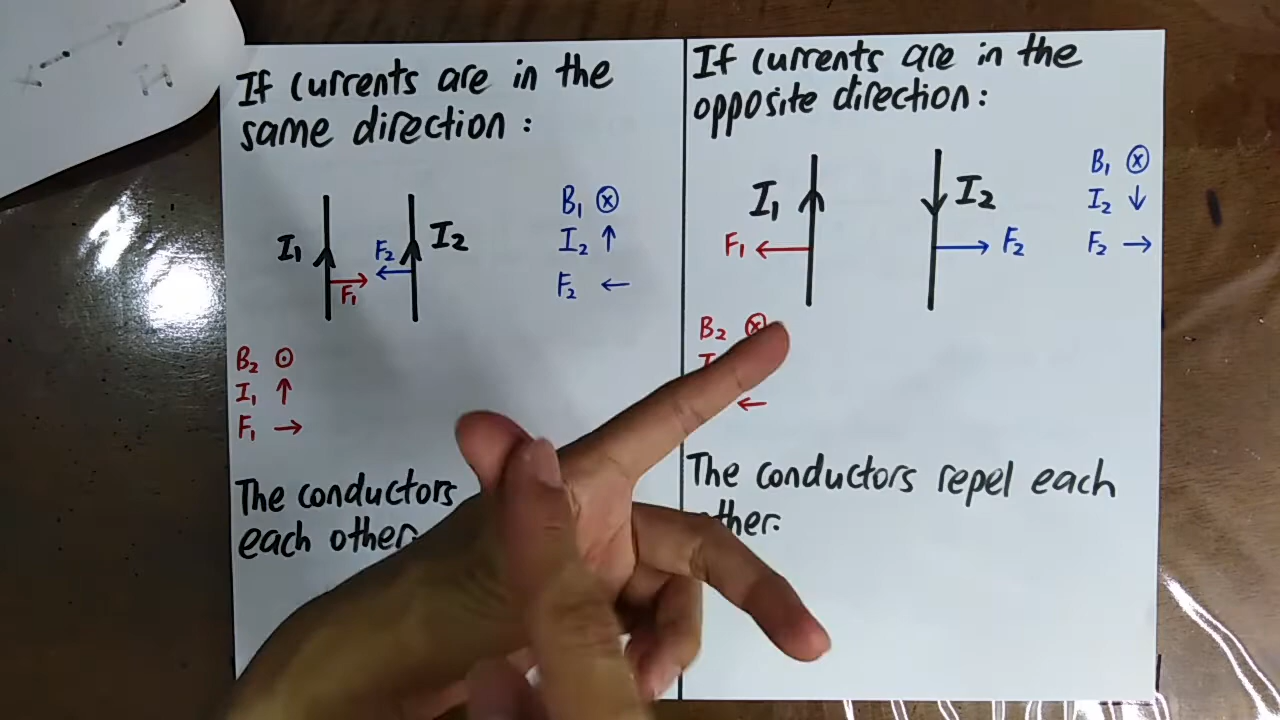 If currents are in the
same direction:
I₁
I₂
F₂
F₁
B₁ ⊗
I₂ ↑
F₂ ←
B₂ ⊙
I₁ ↑
F₁ →
The conductors
each other.
If currents are in the
opposite direction:
I₁
I₂
F₁
F₂
B₁ ⊗
I₂ ↓
F₂ →
B₂ ⊗
←
The conductors repel each